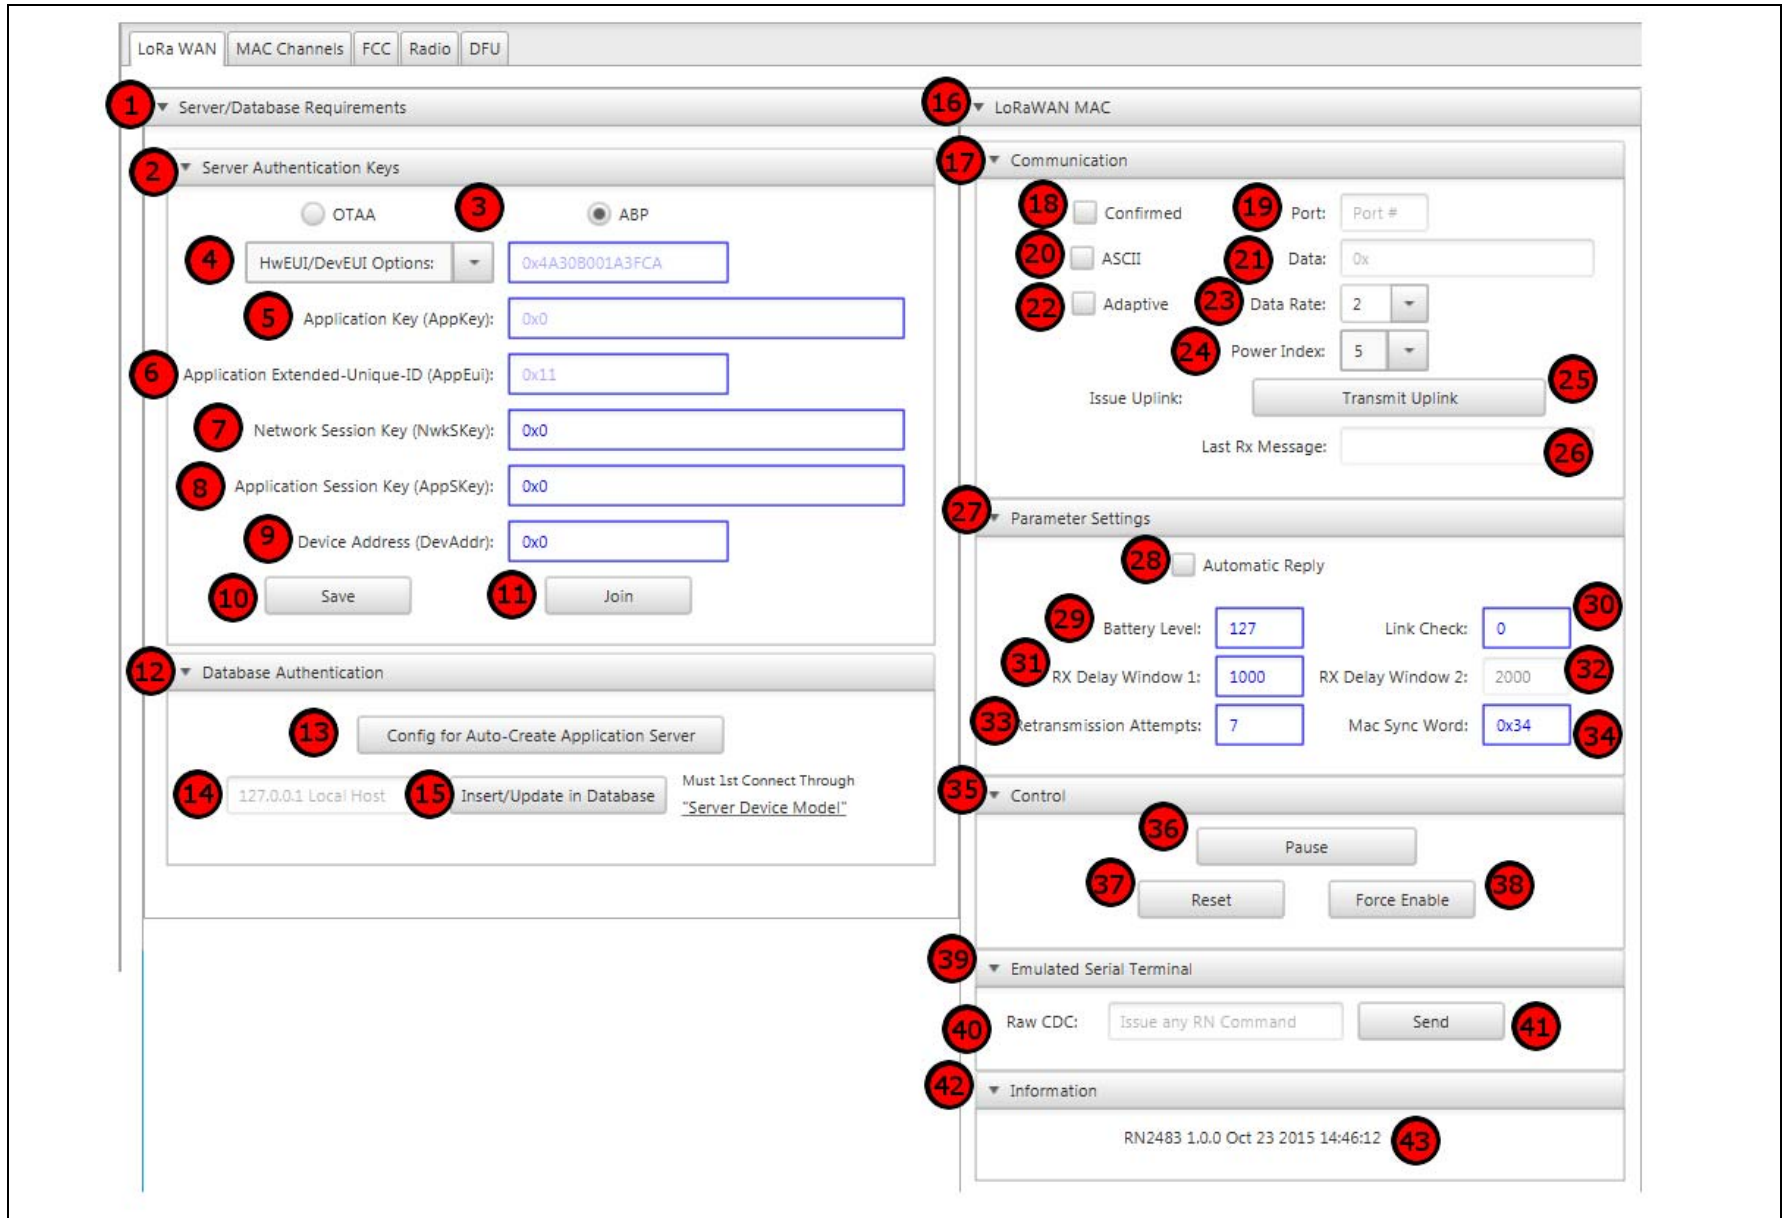 LoRa WAN MAC Channels FCC Radio DFU
1 Server/Database Requirements
2 Server Authentication Keys
OTAA 3 ABP
4 HwEUI/DevEUI Options: 0x4A30B001A3FCA
5 Application Key (AppKey): 0x0
6 Application Extended-Unique-ID (AppEui): 0x11
7 Network Session Key (NwkSKey): 0x0
8 Application Session Key (AppSKey): 0x0
9 Device Address (DevAddr): 0x0
10 Save 11 Join
12 Database Authentication
13 Config for Auto-Create Application Server
14 127.0.0.1 Local Host 15 Insert/Update in Database
Must 1st Connect Through
"Server Device Model"
16 LoRaWAN MAC
17 Communication
18 Confirmed 19 Port: Port #
20 ASCII 21 Data: 0x
22 Adaptive 23 Data Rate: 2
24 Power Index: 5
Issue Uplink: Transmit Uplink 25
Last Rx Message: 26
27 Parameter Settings
28 Automatic Reply
29 Battery Level: 127 Link Check: 0 30
31 RX Delay Window 1: 1000 RX Delay Window 2: 2000 32
33 Retransmission Attempts: 7 Mac Sync Word: 0x34 34
35 Control
36 Pause
37 Reset Force Enable 38
39 Emulated Serial Terminal
40 Raw CDC: Issue any RN Command Send 41
42 Information
RN2483 1.0.0 Oct 23 2015 14:46:12 43